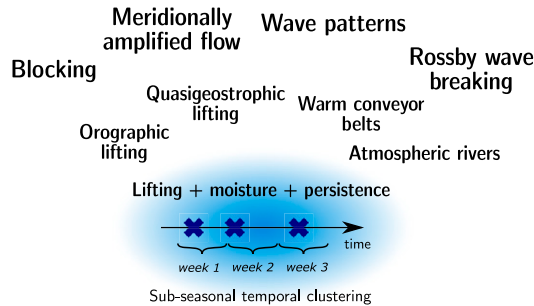 Meridionally
amplified flow
Wave patterns
Blocking
Rossby wave
breaking
Quasigeostrophic
lifting
Warm conveyor
belts
Orographic
lifting
Atmospheric rivers
Lifting + moisture + persistence
time
week 1 week 2 week 3
Sub-seasonal temporal clustering